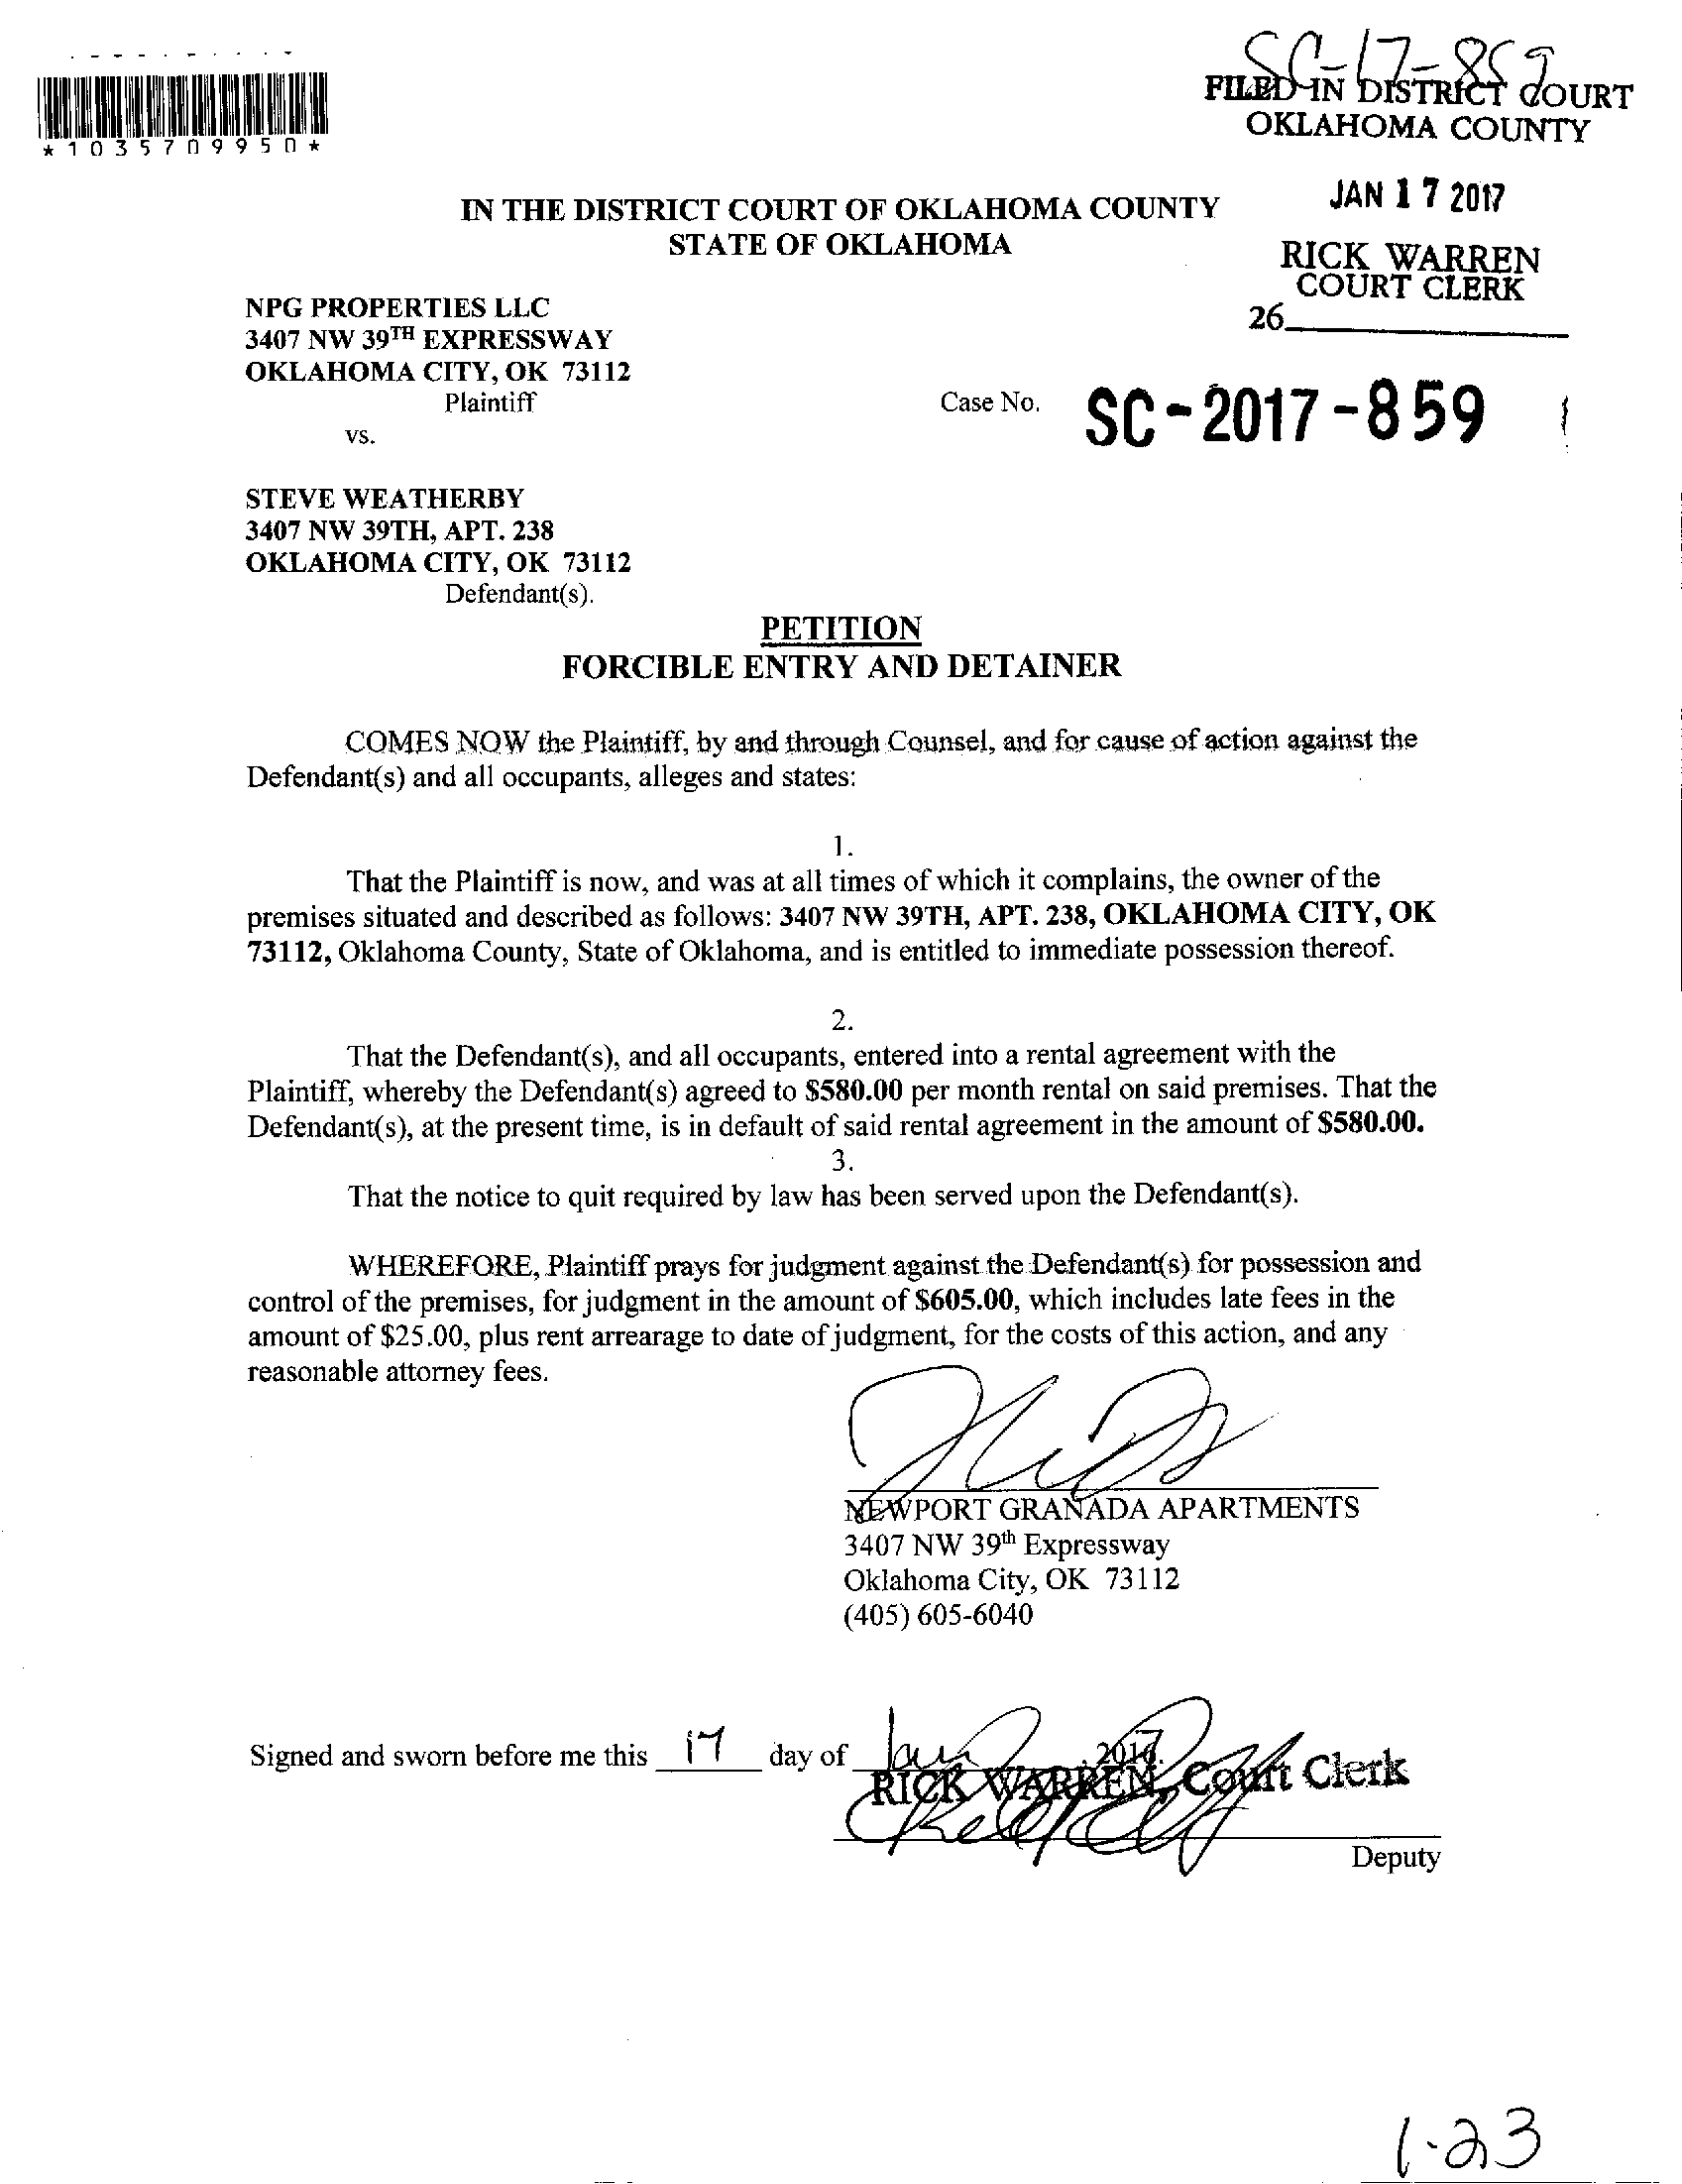 SC-17-859
FILED IN DISTRICT COURT
OKLAHOMA COUNTY
*1035709950*
JAN 17 2017
IN THE DISTRICT COURT OF OKLAHOMA COUNTY
STATE OF OKLAHOMA
RICK WARREN
COURT CLERK
26
NPG PROPERTIES LLC
3407 NW 39TH EXPRESSWAY
OKLAHOMA CITY, OK 73112
Plaintiff
Case No. SC-2017-859
vs.
STEVE WEATHERBY
3407 NW 39TH, APT. 238
OKLAHOMA CITY, OK 73112
Defendant(s).
PETITION
FORCIBLE ENTRY AND DETAINER
COMES NOW the Plaintiff, by and through Counsel, and for cause of action against the
Defendant(s) and all occupants, alleges and states:
1.
That the Plaintiff is now, and was at all times of which it complains, the owner of the
premises situated and described as follows: 3407 NW 39TH, APT. 238, OKLAHOMA CITY, OK
73112, Oklahoma County, State of Oklahoma, and is entitled to immediate possession thereof.
2.
That the Defendant(s), and all occupants, entered into a rental agreement with the
Plaintiff, whereby the Defendant(s) agreed to $580.00 per month rental on said premises. That the
Defendant(s), at the present time, is in default of said rental agreement in the amount of $580.00.
3.
That the notice to quit required by law has been served upon the Defendant(s).
WHEREFORE, Plaintiff prays for judgment against the Defendant(s) for possession and
control of the premises, for judgment in the amount of $605.00, which includes late fees in the
amount of $25.00, plus rent arrearage to date of judgment, for the costs of this action, and any
reasonable attorney fees.
NEWPORT GRANADA APARTMENTS
3407 NW 39th Expressway
Oklahoma City, OK 73112
(405) 605-6040
Signed and sworn before me this 17 day of Jan
RICK WARREN, Court Clerk
Deputy
1-23